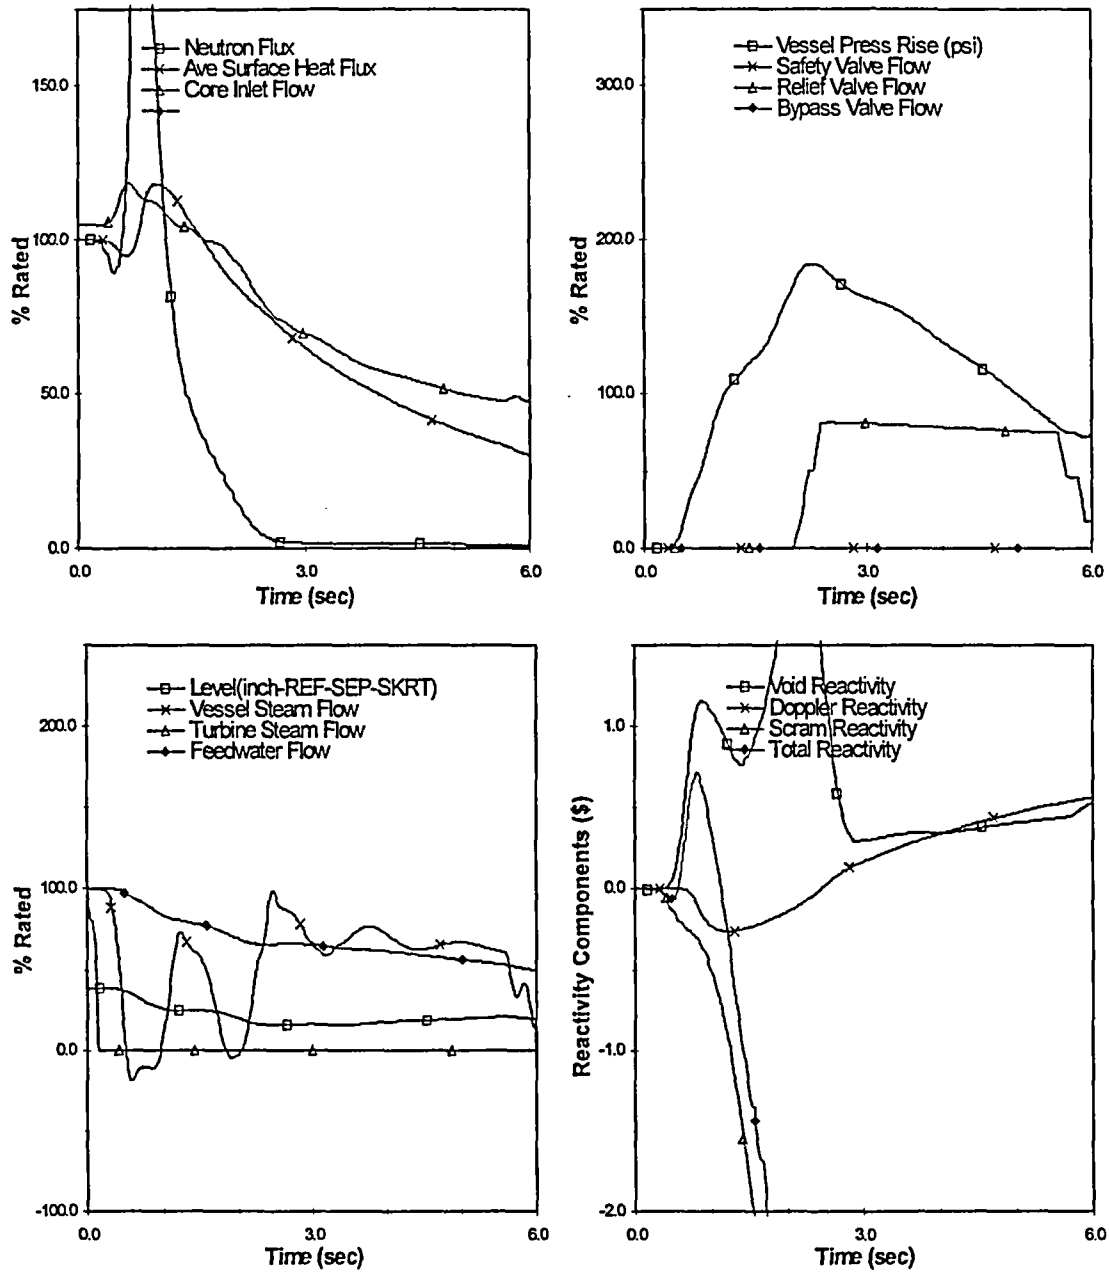 Neutron Flux
Ave Surface Heat Flux
Core Inlet Flow
150.0
100.0
50.0
0.0
% Rated
0.0
3.0
6.0
Time (sec)
Vessel Press Rise (psi)
Safety Valve Flow
Relief Valve Flow
Bypass Valve Flow
300.0
200.0
100.0
0.0
% Rated
0.0
3.0
6.0
Time (sec)
Level(inch-REF-SEP-SKRT)
Vessel Steam Flow
Turbine Steam Flow
Feedwater Flow
200.0
100.0
0.0
-100.0
% Rated
0.0
3.0
6.0
Time (sec)
Void Reactivity
Doppler Reactivity
Scram Reactivity
Total Reactivity
1.0
0.0
-1.0
-2.0
Reactivity Components ($)
0.0
3.0
6.0
Time (sec)